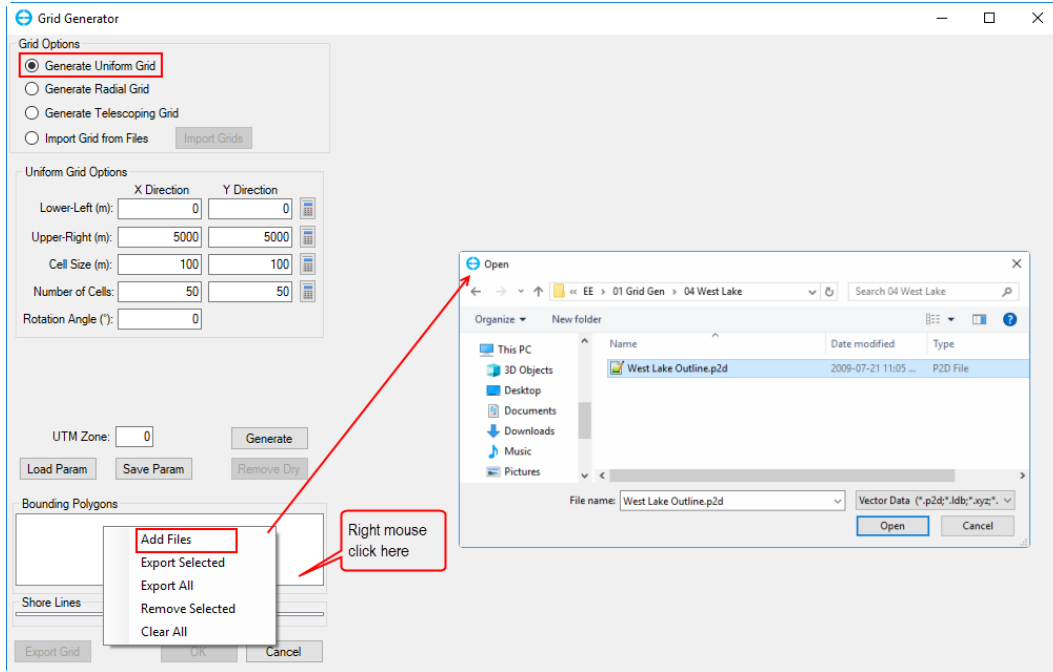 Grid Generator
Grid Options
Generate Uniform Grid
Generate Radial Grid
Generate Telescoping Grid
Import Grid from Files Import Grids
Uniform Grid Options
X Direction Y Direction
Lower-Left (m): 0 0
Upper-Right (m): 5000 5000
Cell Size (m): 100 100
Number of Cells: 50 50
Rotation Angle (°): 0
UTM Zone: 0 Generate
Load Param Save Param Remove Dry
Bounding Polygons
Add Files
Export Selected
Export All
Remove Selected
Clear All
Right mouse
click here
Shore Lines
Export Grid OK Cancel
Open
« EE › 01 Grid Gen › 04 West Lake Search 04 West Lake
Organize New folder
This PC
3D Objects
Desktop
Documents
Downloads
Music
Pictures
Name Date modified Type
West Lake Outline.p2d 2009-07-21 11:05 ... P2D File
File name: West Lake Outline.p2d Vector Data (*.p2d;*.ldb;*.xyz;*.
Open Cancel